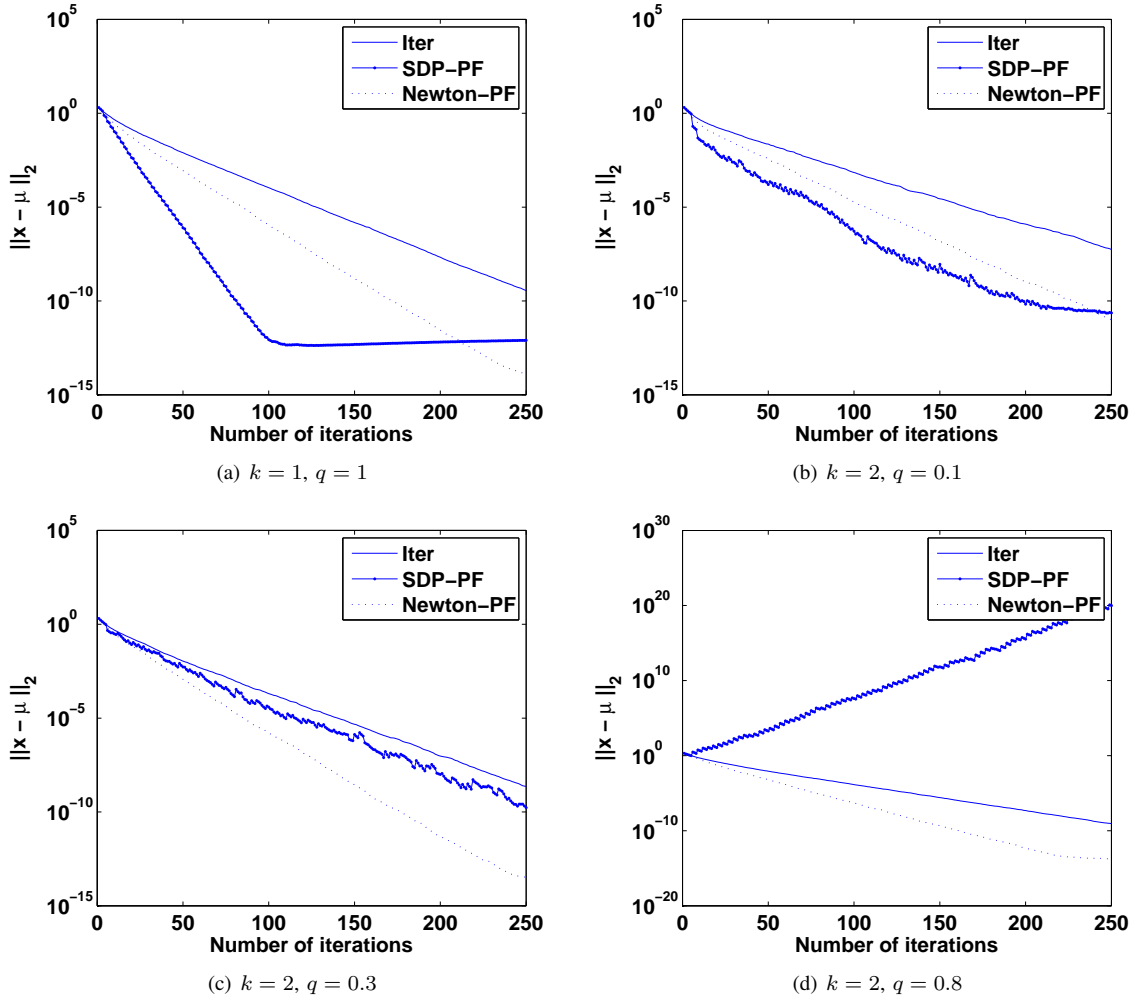 10^5
10^0
10^−5
10^−10
10^−15
||x − μ ||_2
0 50 100 150 200 250
Number of iterations
Iter
SDP−PF
Newton−PF
(a) k = 1, q = 1
10^5
10^0
10^−5
10^−10
10^−15
||x − μ ||_2
0 50 100 150 200 250
Number of iterations
Iter
SDP−PF
Newton−PF
(b) k = 2, q = 0.1
10^5
10^0
10^−5
10^−10
10^−15
||x − μ ||_2
0 50 100 150 200 250
Number of iterations
Iter
SDP−PF
Newton−PF
(c) k = 2, q = 0.3
10^30
10^20
10^10
10^0
10^−10
10^−20
||x − μ ||_2
0 50 100 150 200 250
Number of iterations
Iter
SDP−PF
Newton−PF
(d) k = 2, q = 0.8